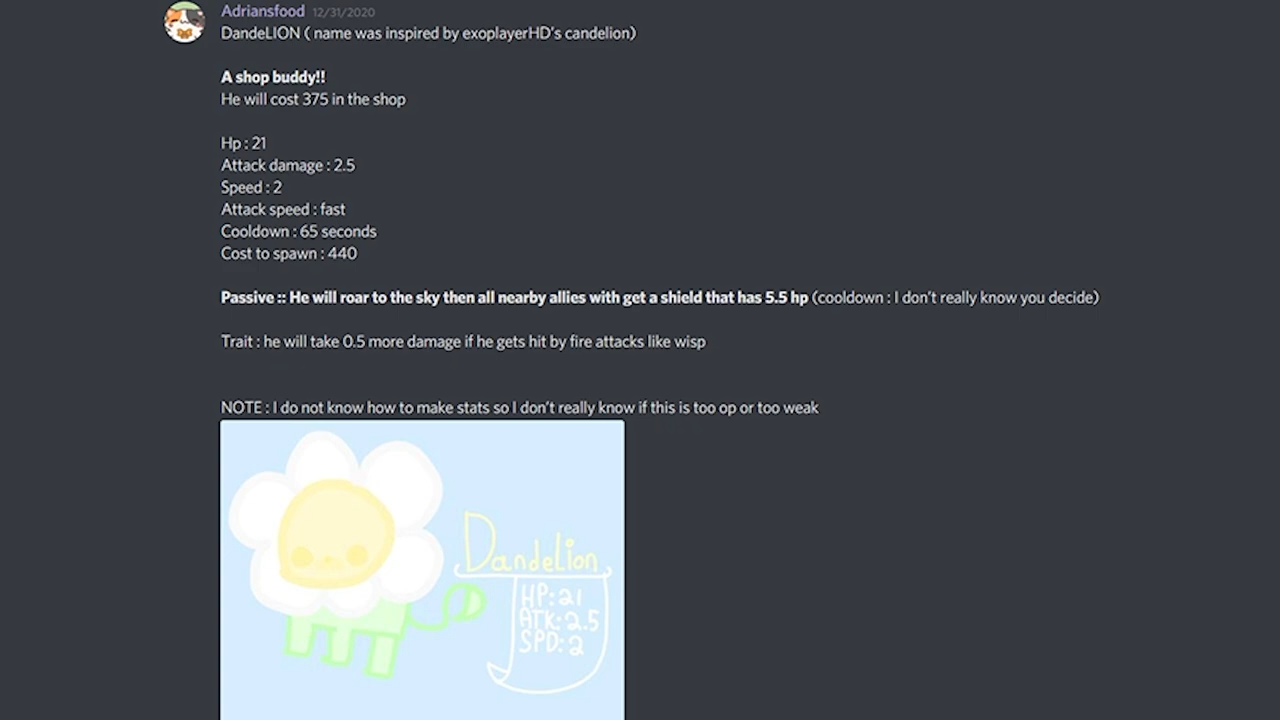 Adriansfood 12/31/2020
DandeLION ( name was inspired by exoplayerHD's candelion)
A shop buddy!!
He will cost 375 in the shop
Hp : 21
Attack damage : 2.5
Speed : 2
Attack speed : fast
Cooldown : 65 seconds
Cost to spawn : 440
Passive :: He will roar to the sky then all nearby allies with get a shield that has 5.5 hp (cooldown : I don't really know you decide)
Trait : he will take 0.5 more damage if he gets hit by fire attacks like wisp
NOTE : I do not know how to make stats so I don't really know if this is too op or too weak
Dandelion
HP:21
ATK:2.5
SPD:2